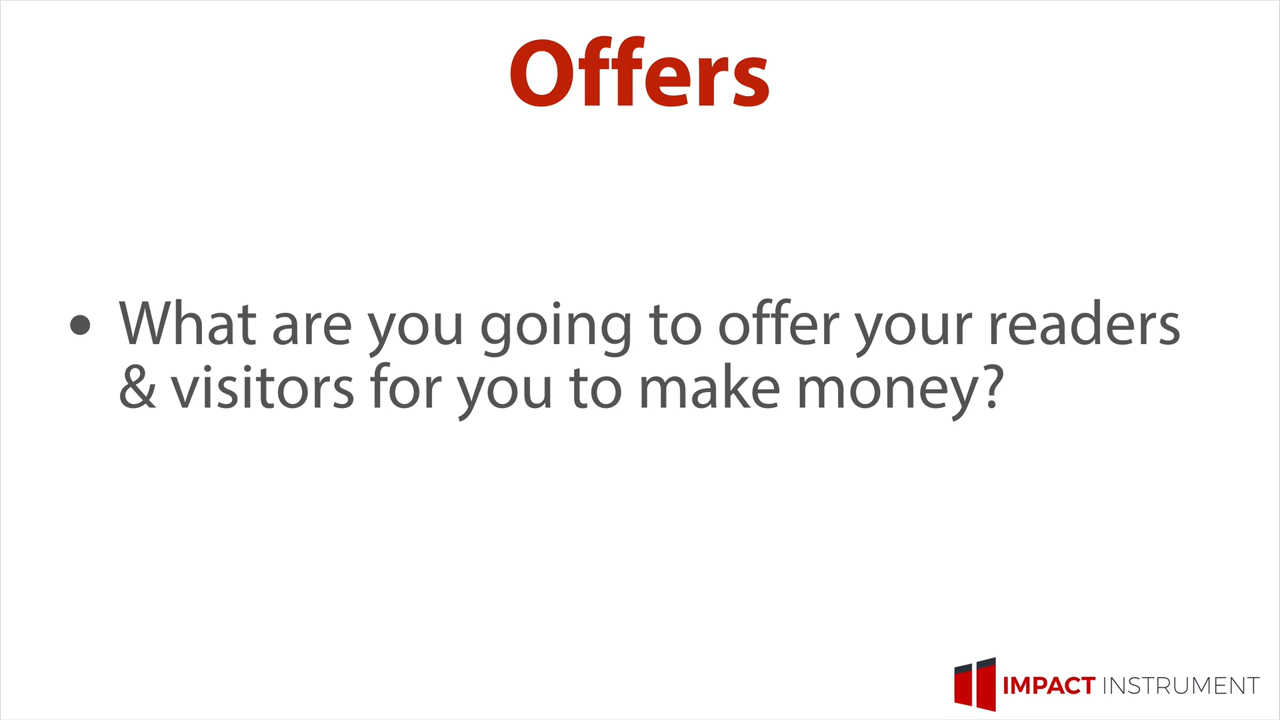 Offers
• What are you going to offer your readers
& visitors for you to make money?
IMPACT INSTRUMENT